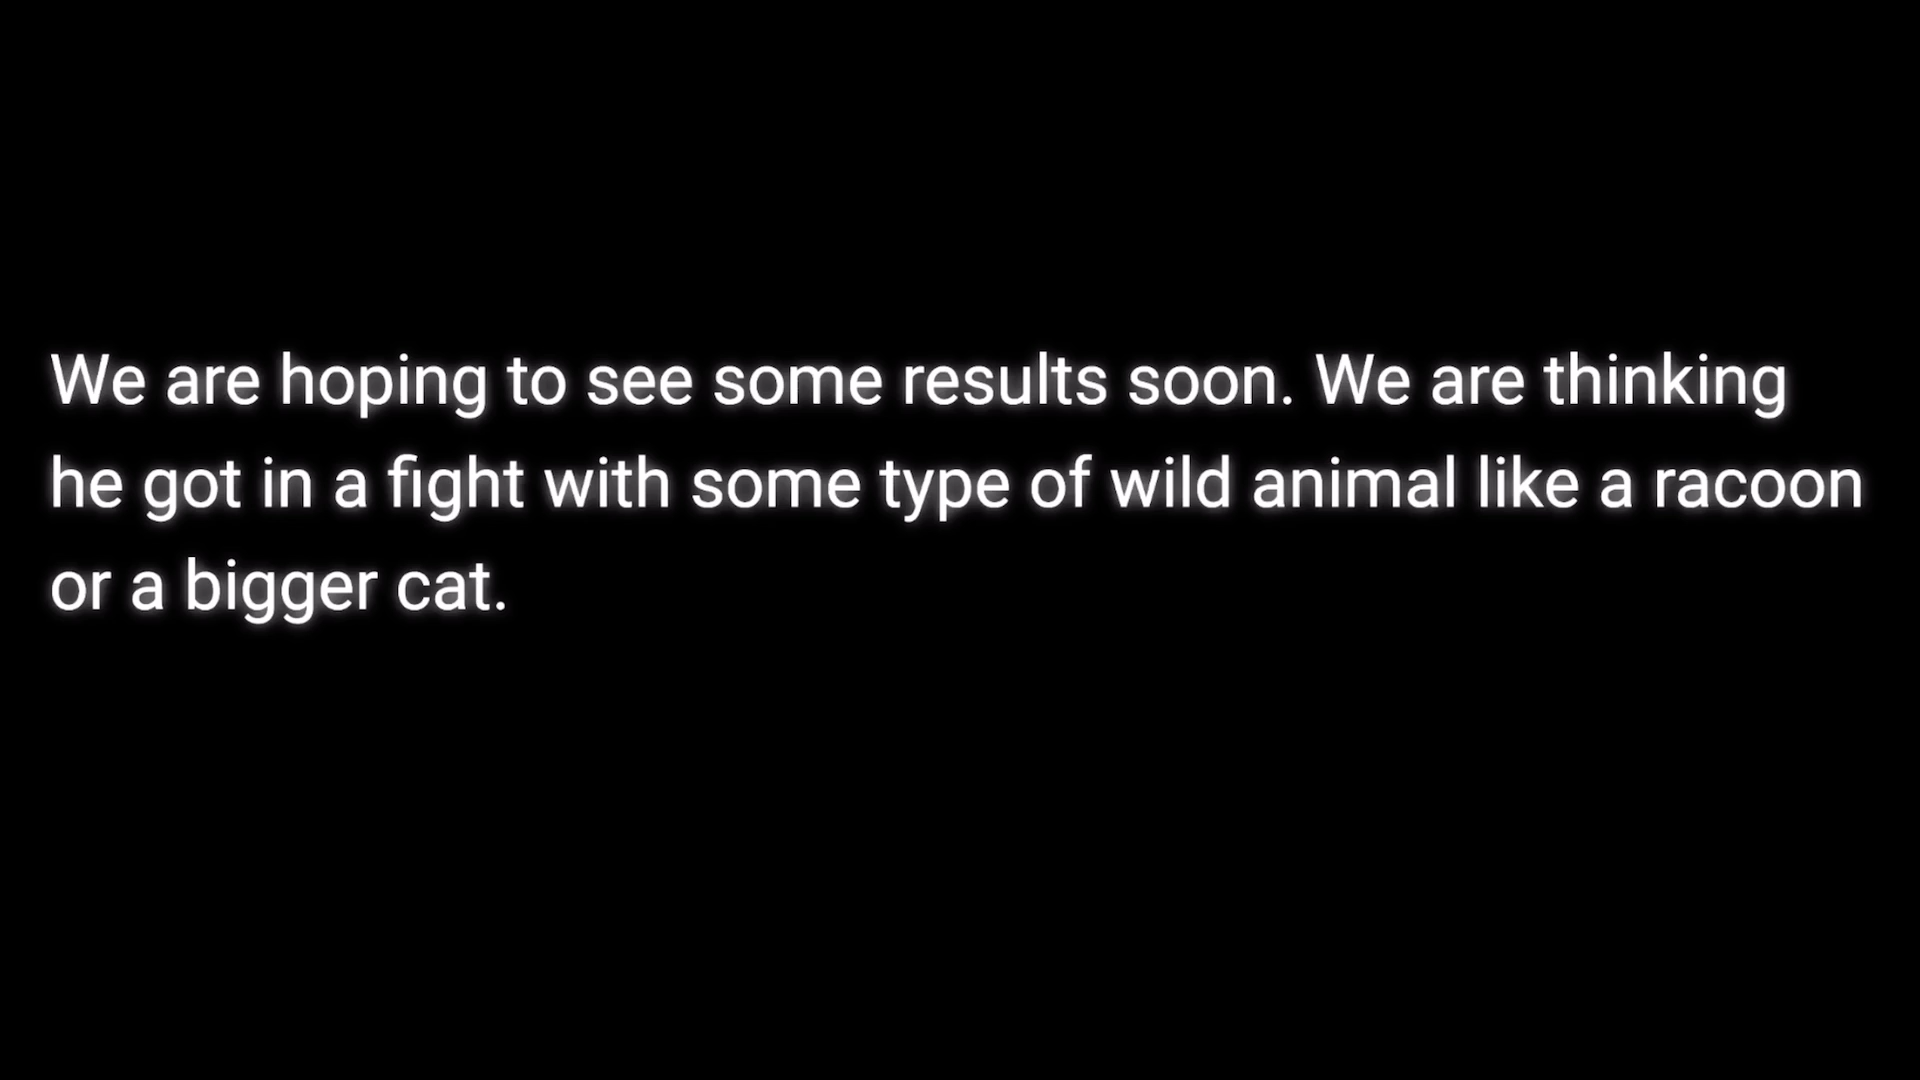 We are hoping to see some results soon. We are thinking
he got in a fight with some type of wild animal like a racoon
or a bigger cat.